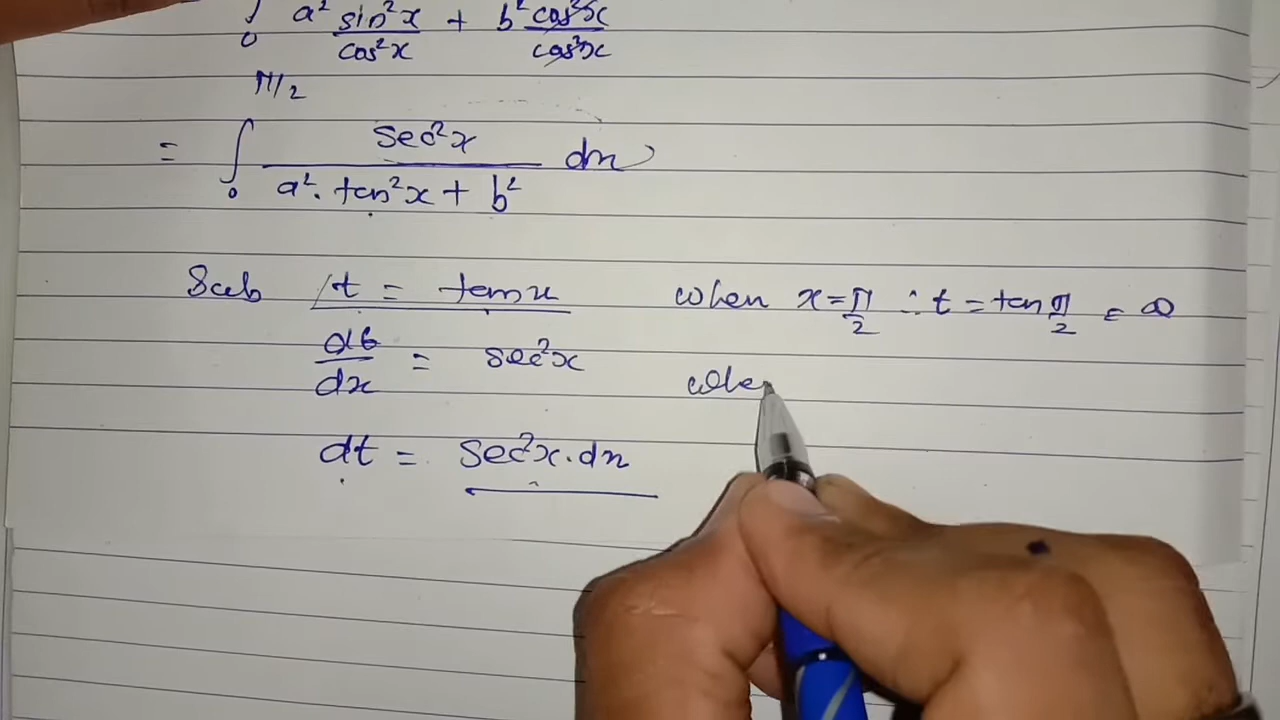 ∫ 0 a² sin²x/cos²x + b² cos²x/cos²x
π/2
= ∫ 0 sec²x/(a². tan²x + b²) dx
Sub t = tanx when x = π/2 ∴ t = tan π/2 = ∞
dt/dx = sec²x whe
dt = sec²x.dx